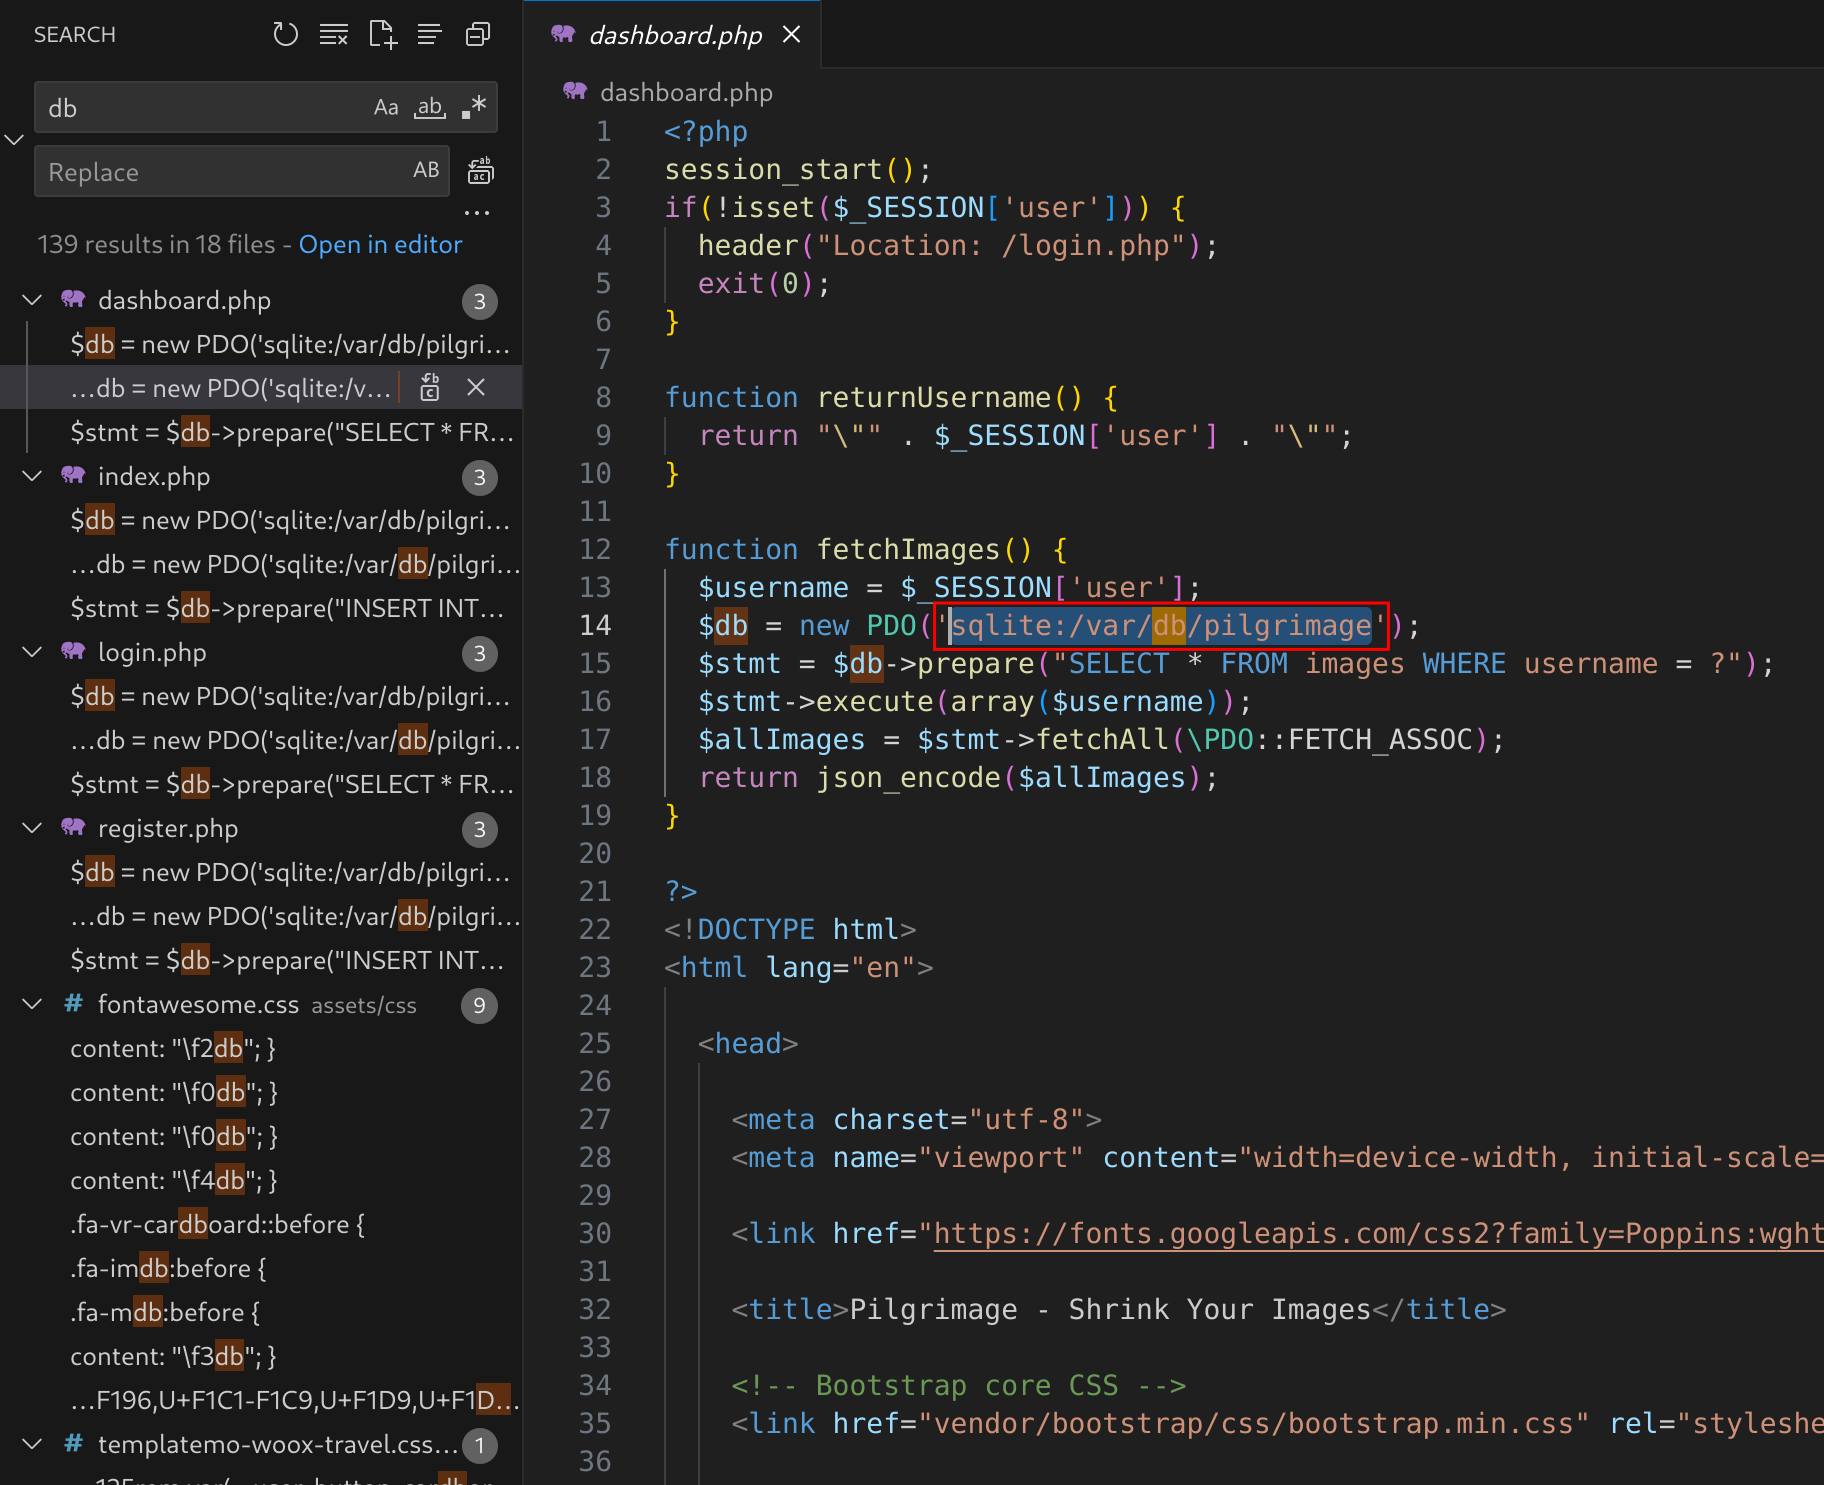 SEARCH
db
Aa ab .*
Replace
AB
139 results in 18 files - Open in editor
dashboard.php 3
$db = new PDO('sqlite:/var/db/pilgri…
…db = new PDO('sqlite:/v…
$stmt = $db->prepare("SELECT * FR…
index.php 3
$db = new PDO('sqlite:/var/db/pilgri…
…db = new PDO('sqlite:/var/db/pilgri…
$stmt = $db->prepare("INSERT INT…
login.php 3
$db = new PDO('sqlite:/var/db/pilgri…
…db = new PDO('sqlite:/var/db/pilgri…
$stmt = $db->prepare("SELECT * FR…
register.php 3
$db = new PDO('sqlite:/var/db/pilgri…
…db = new PDO('sqlite:/var/db/pilgri…
$stmt = $db->prepare("INSERT INT…
# fontawesome.css assets/css 9
content: "\f2db"; }
content: "\f0db"; }
content: "\f0db"; }
content: "\f4db"; }
.fa-vr-cardboard::before {
.fa-imdb:before {
.fa-mdb:before {
content: "\f3db"; }
…F196,U+F1C1-F1C9,U+F1D9,U+F1D…
# templatemo-woox-travel.css… 1
dashboard.php
dashboard.php
1 <?php
2 session_start();
3 if(!isset($_SESSION['user'])) {
4   header("Location: /login.php");
5   exit(0);
6 }
7
8 function returnUsername() {
9   return "\"" . $_SESSION['user'] . "\"";
10 }
11
12 function fetchImages() {
13   $username = $_SESSION['user'];
14   $db = new PDO('sqlite:/var/db/pilgrimage');
15   $stmt = $db->prepare("SELECT * FROM images WHERE username = ?");
16   $stmt->execute(array($username));
17   $allImages = $stmt->fetchAll(\PDO::FETCH_ASSOC);
18   return json_encode($allImages);
19 }
20
21 ?>
22 <!DOCTYPE html>
23 <html lang="en">
24
25   <head>
26
27     <meta charset="utf-8">
28     <meta name="viewport" content="width=device-width, initial-scale=
29
30     <link href="https://fonts.googleapis.com/css2?family=Poppins:wght
31
32     <title>Pilgrimage - Shrink Your Images</title>
33
34     <!-- Bootstrap core CSS -->
35     <link href="vendor/bootstrap/css/bootstrap.min.css" rel="styleshe
36